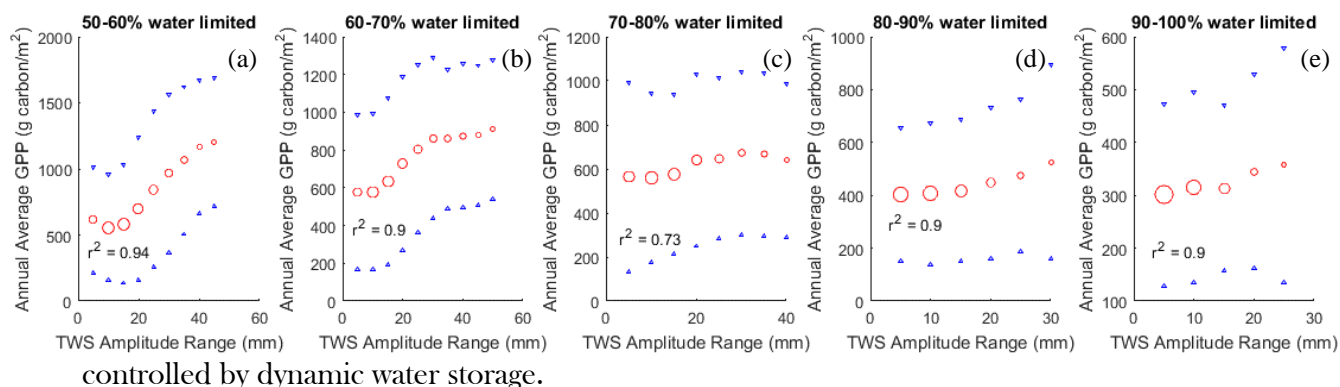 50-60% water limited
(a)
Annual Average GPP (g carbon/m²)
2000
1500
1000
500
0
r² = 0.94
0 20 40 60
TWS Amplitude Range (mm)
60-70% water limited
(b)
Annual Average GPP (g carbon/m²)
1400
1200
1000
800
600
400
200
0
r² = 0.9
0 20 40 60
TWS Amplitude Range (mm)
70-80% water limited
(c)
Annual Average GPP (g carbon/m²)
1200
1000
800
600
400
200
0
r² = 0.73
0 10 20 30 40
TWS Amplitude Range (mm)
80-90% water limited
(d)
Annual Average GPP (g carbon/m²)
1000
800
600
400
200
0
r² = 0.9
0 10 20 30
TWS Amplitude Range (mm)
90-100% water limited
(e)
Annual Average GPP (g carbon/m²)
600
500
400
300
200
100
r² = 0.9
0 10 20 30
TWS Amplitude Range (mm)
controlled by dynamic water storage.